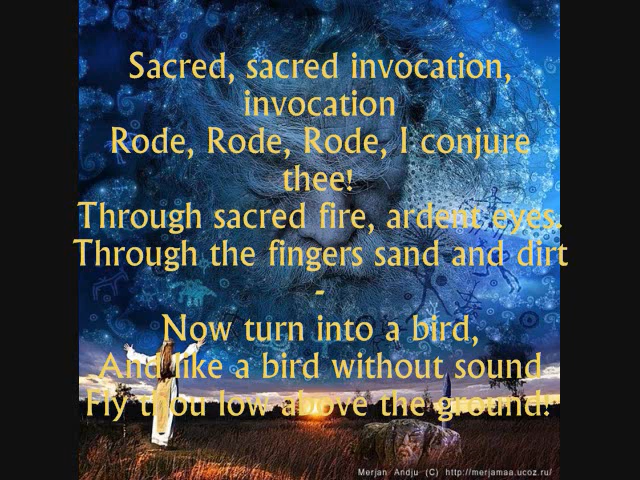 Sacred, sacred invocation,
invocation
Rode, Rode, Rode, I conjure
thee!
Through sacred fire, ardent eyes.
Through the fingers sand and dirt
-
Now turn into a bird,
And like a bird without sound
Fly thou low above the ground!
Merjan Andju (C) http://merjamaa.ucoz.ru/